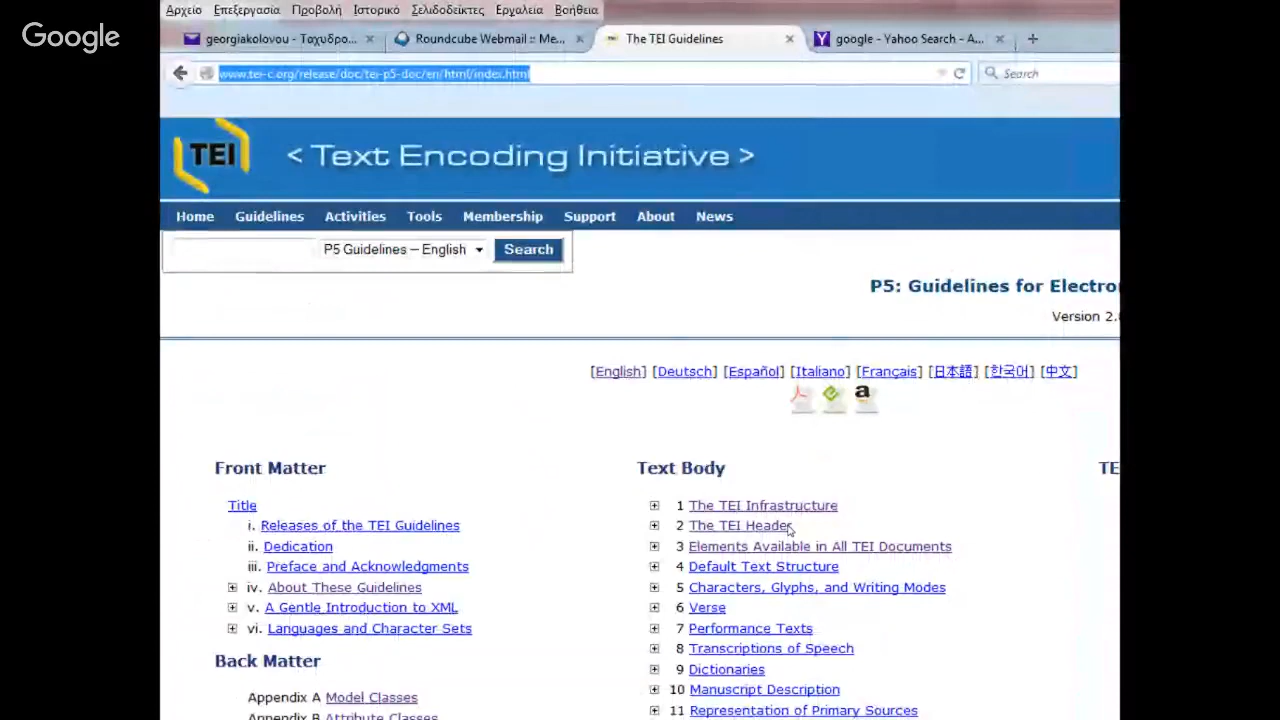 Google
Αρχείο Επεξεργασία Προβολή Ιστορικό Σελιδοδείκτες Εργαλεία Βοήθεια
georgiakolovou - Ταχυδρο... Roundcube Webmail :: Me... The TEI Guidelines google - Yahoo Search - A...
www.tei-c.org/release/doc/tei-p5-doc/en/html/index.html Search
TEI < Text Encoding Initiative >
Home Guidelines Activities Tools Membership Support About News
P5 Guidelines — English Search
P5: Guidelines for Electro
Version 2.
[English] [Deutsch] [Español] [Italiano] [Français] [日本語] [한국어] [中文]
Front Matter Text Body TE
Title 1 The TEI Infrastructure
i. Releases of the TEI Guidelines 2 The TEI Header
ii. Dedication 3 Elements Available in All TEI Documents
iii. Preface and Acknowledgments 4 Default Text Structure
iv. About These Guidelines 5 Characters, Glyphs, and Writing Modes
v. A Gentle Introduction to XML 6 Verse
vi. Languages and Character Sets 7 Performance Texts
8 Transcriptions of Speech
Back Matter 9 Dictionaries
Appendix A Model Classes 10 Manuscript Description
Appendix B Attribute Classes 11 Representation of Primary Sources